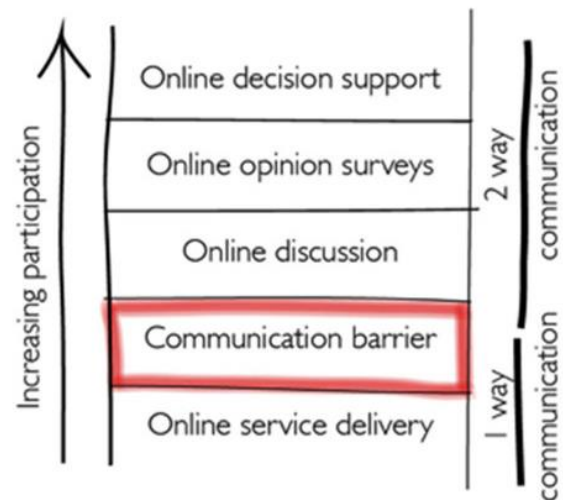 Increasing participation
Online decision support
Online opinion surveys
Online discussion
Communication barrier
Online service delivery
2 way
communication
1 way
communication